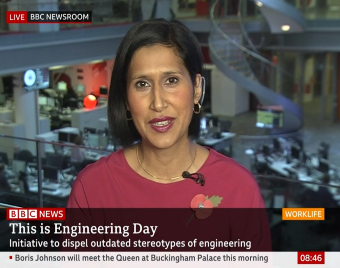 LIVE BBC NEWSROOM
BBC NEWS
WORKLIFE
This is Engineering Day
Initiative to dispel outdated stereotypes of engineering
Boris Johnson will meet the Queen at Buckingham Palace this morning
08:46